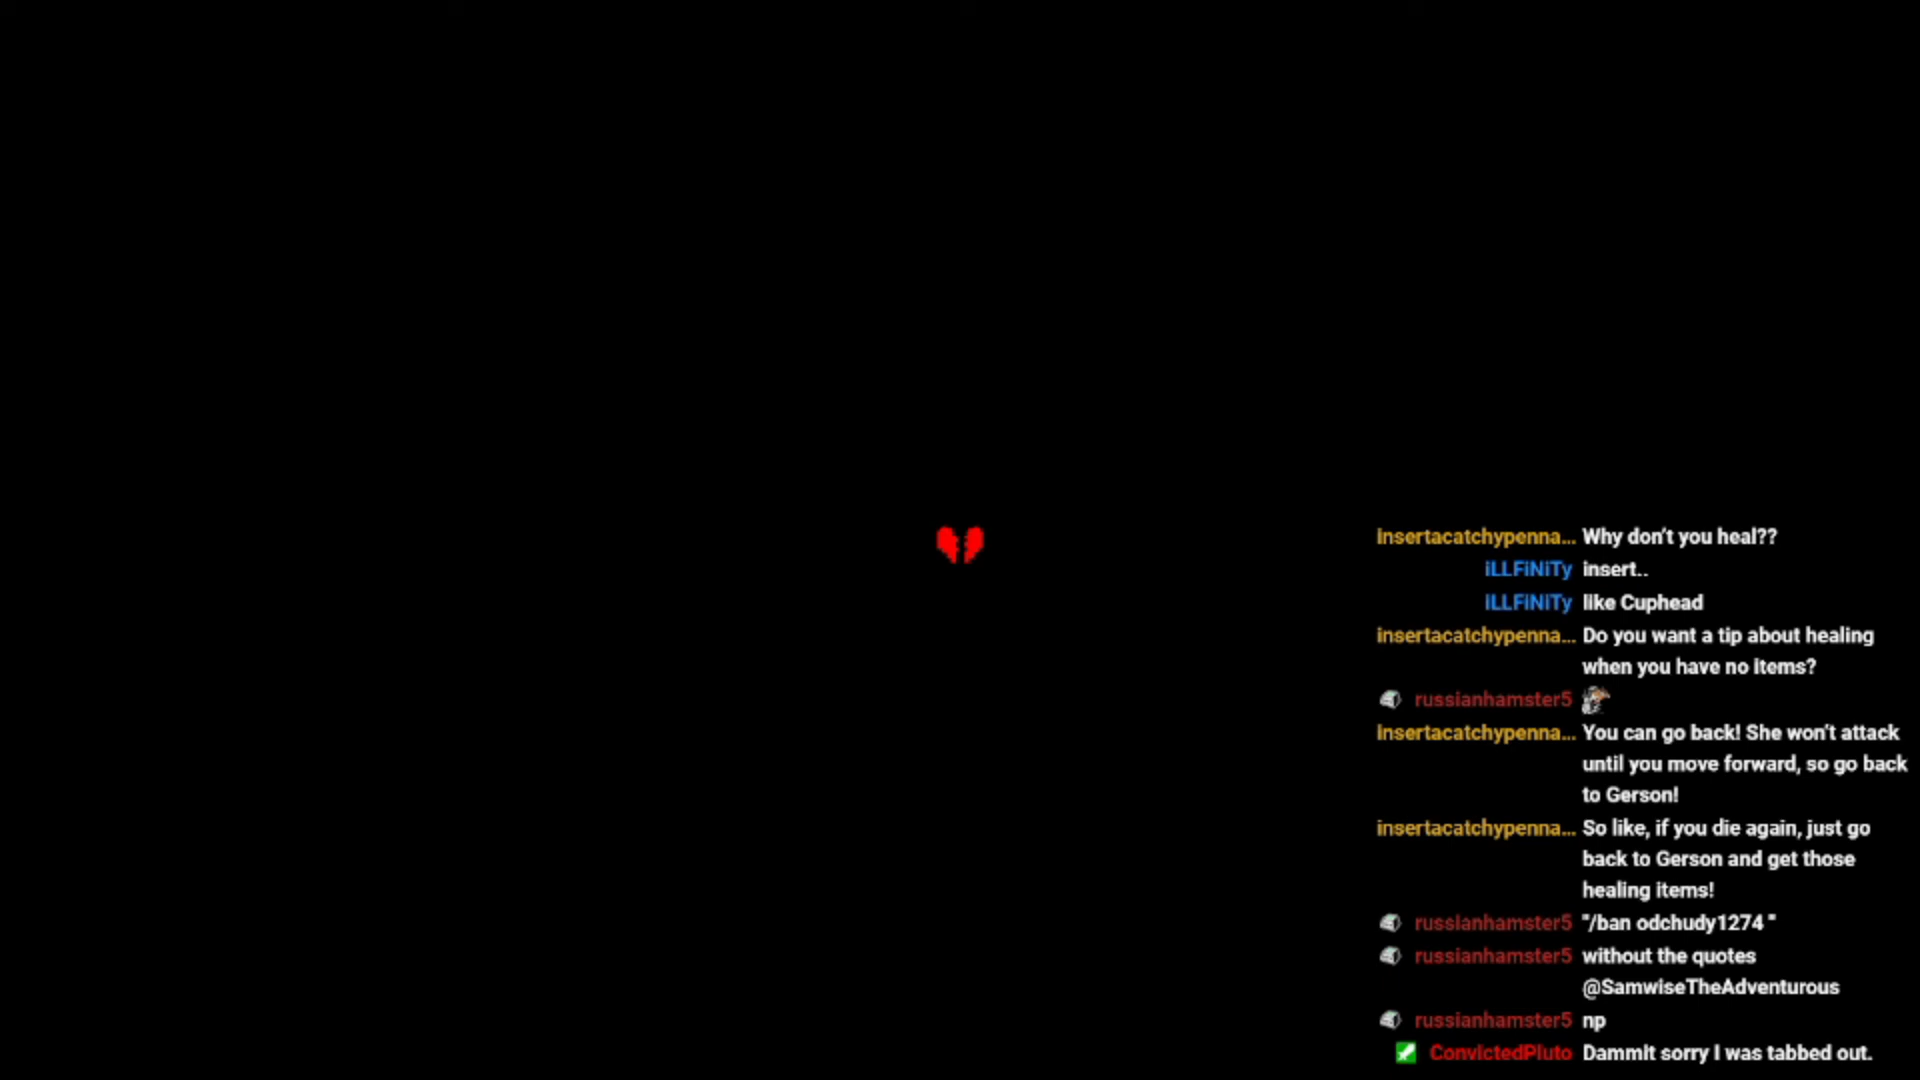 insertacatchypenna... Why don't you heal??
iLLFiNiTy insert..
iLLFiNiTy like Cuphead
insertacatchypenna... Do you want a tip about healing
when you have no items?
russianhamster5
insertacatchypenna... You can go back! She won't attack
until you move forward, so go back
to Gerson!
insertacatchypenna... So like, if you die again, just go
back to Gerson and get those
healing items!
russianhamster5 "/ban odchudy1274 "
russianhamster5 without the quotes
@SamwiseTheAdventurous
russianhamster5 np
ConvictedPluto Dammit sorry I was tabbed out.